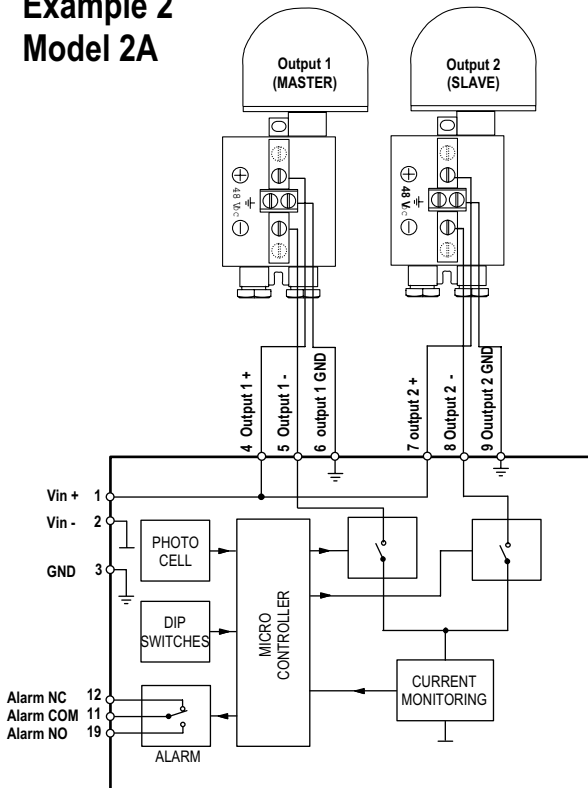 Example 2
Model 2A
Output 1
(MASTER)
Output 2
(SLAVE)
48 VDC
48 VDC
4 Output 1 +
5 Output 1 -
6 output 1 GND
7 output 2 +
8 Output 2 -
9 Ouutput 2 GND
Vin + 1
Vin - 2
GND 3
PHOTO
CELL
DIP
SWITCHES
MICRO
CONTROLLER
CURRENT
MONITORING
Alarm NC 12
Alarm COM 11
Alarm NO 19
ALARM